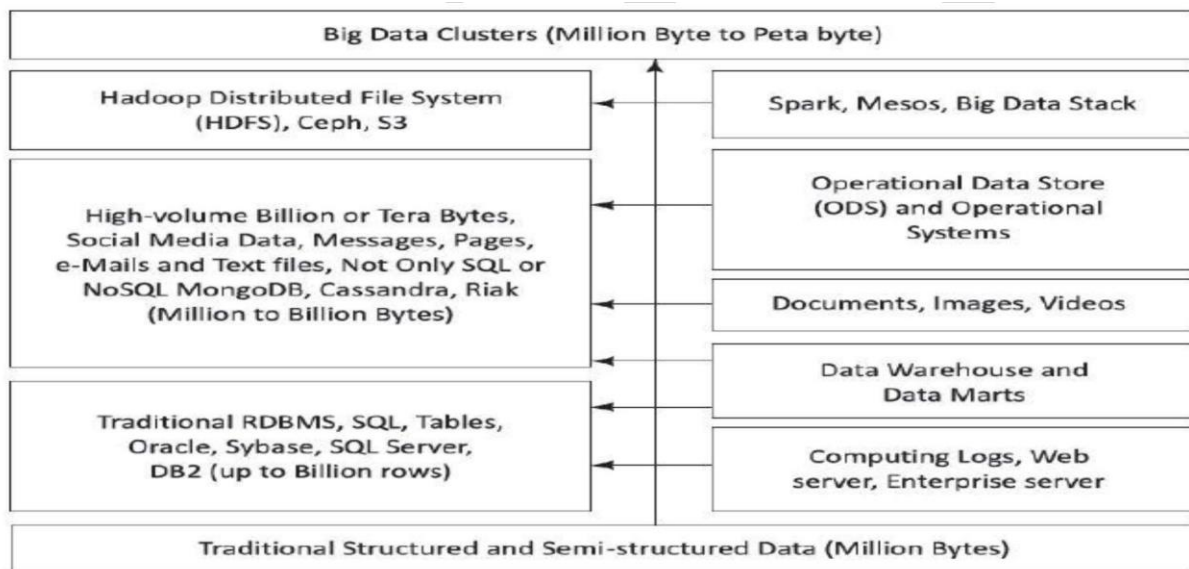 Big Data Clusters (Million Byte to Peta byte)
Hadoop Distributed File System
(HDFS), Ceph, S3
Spark, Mesos, Big Data Stack
High-volume Billion or Tera Bytes,
Social Media Data, Messages, Pages,
e-Mails and Text files, Not Only SQL or
NoSQL MongoDB, Cassandra, Riak
(Million to Billion Bytes)
Operational Data Store
(ODS) and Operational
Systems
Documents, Images, Videos
Data Warehouse and
Data Marts
Traditional RDBMS, SQL, Tables,
Oracle, Sybase, SQL Server,
DB2 (up to Billion rows)
Computing Logs, Web
server, Enterprise server
Traditional Structured and Semi-structured Data (Million Bytes)